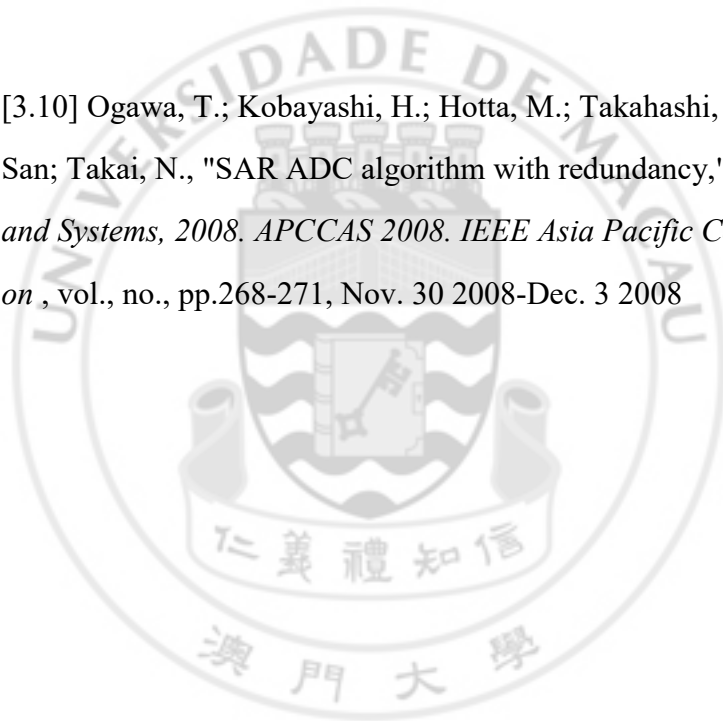 UNIVERSIDADE DE MACAU
[3.10] Ogawa, T.; Kobayashi, H.; Hotta, M.; Takahashi,
San; Takai, N., "SAR ADC algorithm with redundancy,'
and Systems, 2008. APCCAS 2008. IEEE Asia Pacific C
on , vol., no., pp.268-271, Nov. 30 2008-Dec. 3 2008
仁義禮知信
澳門大學